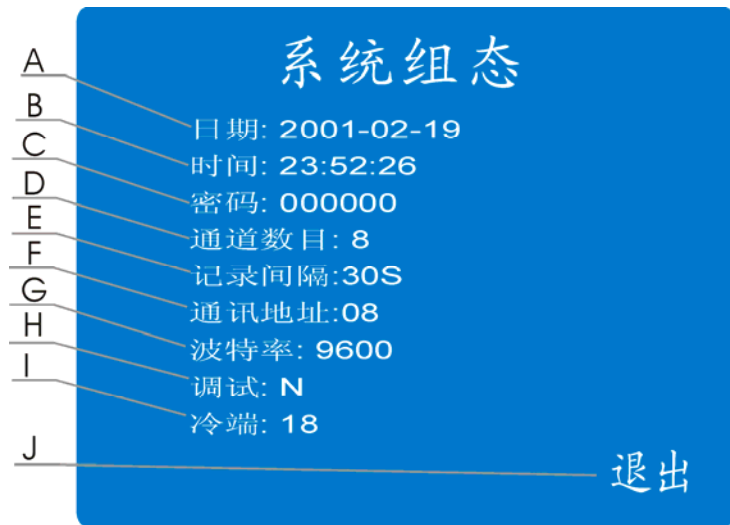 系统组态
A
日期: 2001-02-19
B
时间: 23:52:26
C
密码: 000000
D
通道数目: 8
E
记录间隔:30S
F
通讯地址:08
G
波特率: 9600
H
调试: N
I
冷端: 18
J
退出